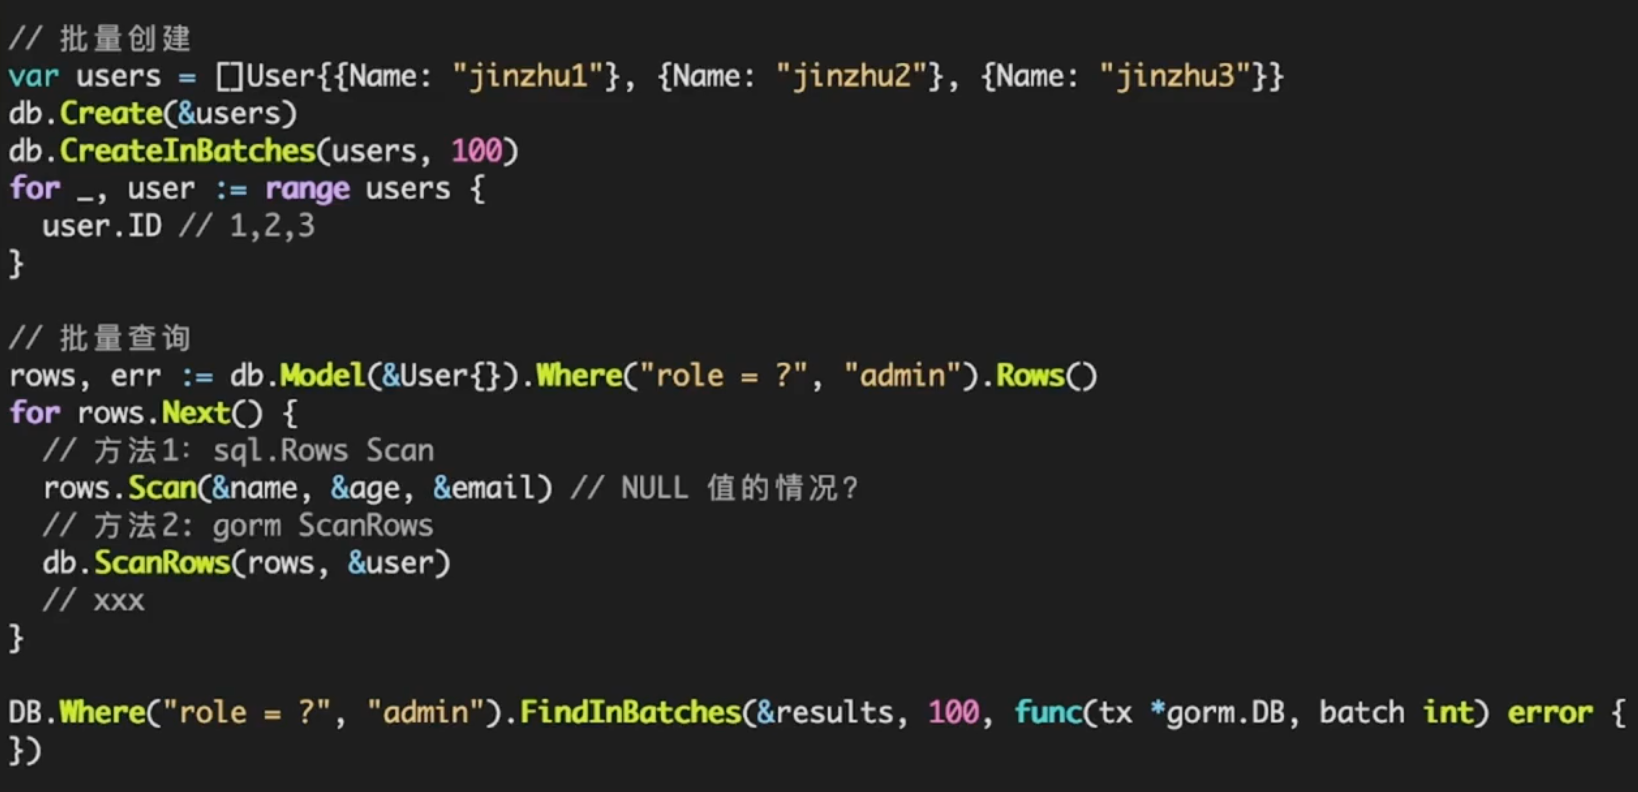 // 批量创建
var users = []User{{Name: "jinzhu1"}, {Name: "jinzhu2"}, {Name: "jinzhu3"}}
db.Create(&users)
db.CreateInBatches(users, 100)
for _, user := range users {
  user.ID // 1,2,3
}

// 批量查询
rows, err := db.Model(&User{}).Where("role = ?", "admin").Rows()
for rows.Next() {
  // 方法1: sql.Rows Scan
  rows.Scan(&name, &age, &email) // NULL 值的情况?
  // 方法2: gorm ScanRows
  db.ScanRows(rows, &user)
  // xxx
}

DB.Where("role = ?", "admin").FindInBatches(&results, 100, func(tx *gorm.DB, batch int) error {
})